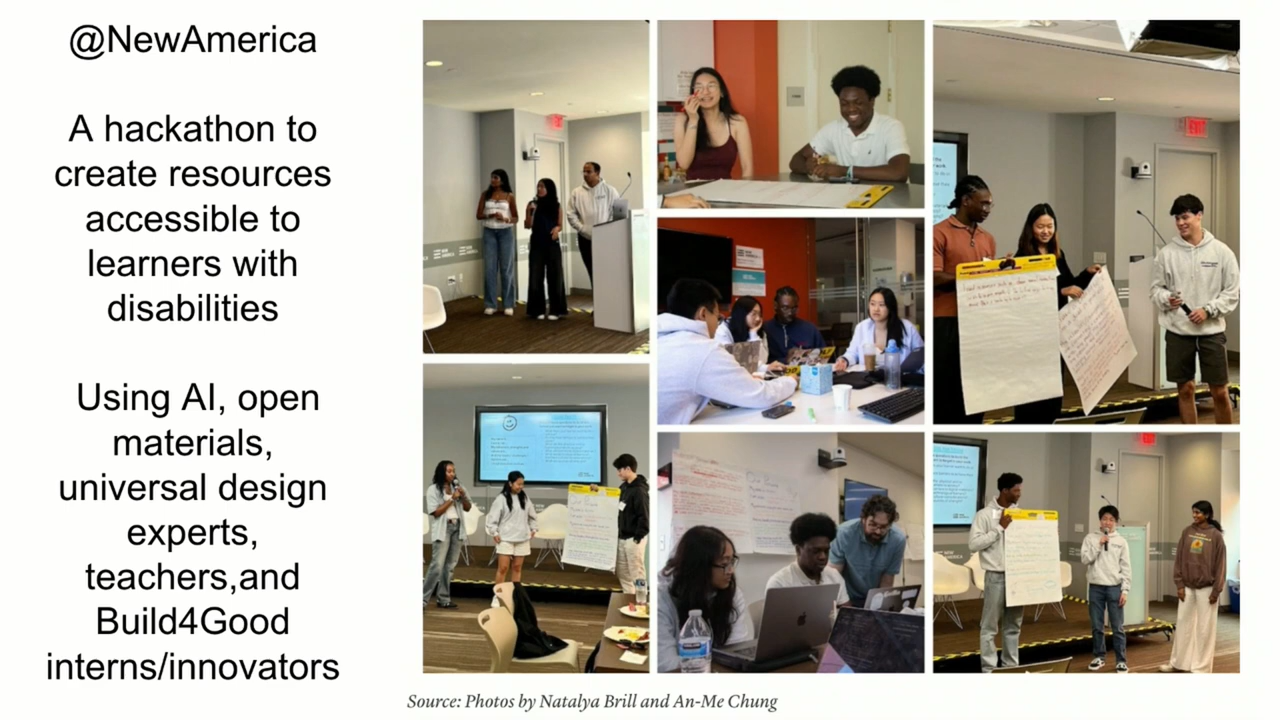 @NewAmerica
A hackathon to
create resources
accessible to
learners with
disabilities
Using AI, open
materials,
universal design
experts,
teachers,and
Build4Good
interns/innovators
EXIT
Source: Photos by Natalya Brill and An-Me Chung